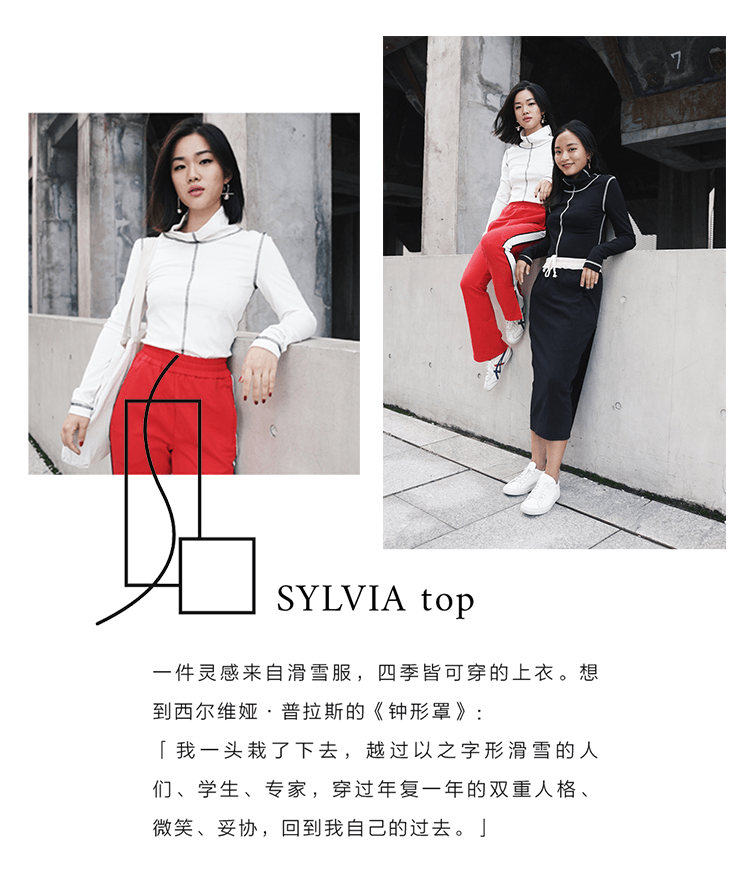 7
SYLVIA top
一件灵感来自滑雪服，四季皆可穿的上衣。想
到西尔维娅·普拉斯的《钟形罩》：
「我一头栽了下去，越过以之字形滑雪的人
们、学生、专家，穿过年复一年的双重人格、
微笑、妥协，回到我自己的过去。」